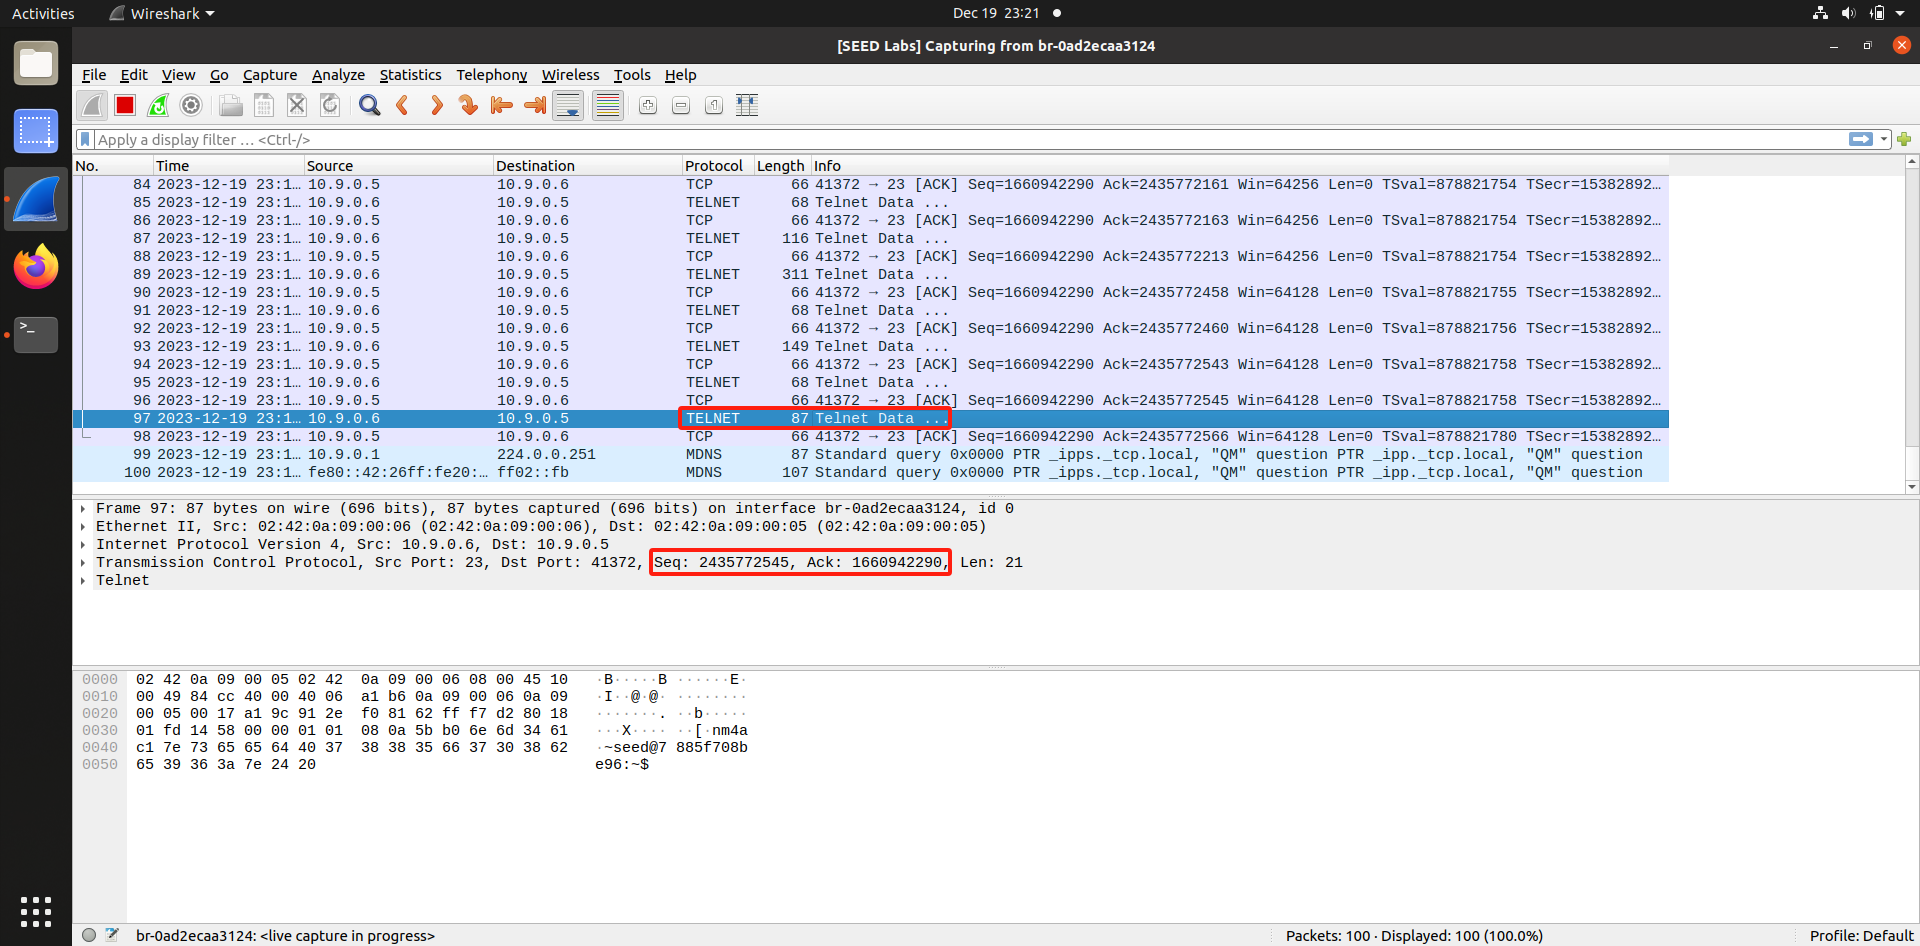 Activities Wireshark Dec 19 23:21
[SEED Labs] Capturing from br-0ad2ecaa3124
File Edit View Go Capture Analyze Statistics Telephony Wireless Tools Help
Apply a display filter … <Ctrl-/>
No. Time Source Destination Protocol Length Info
84 2023-12-19 23:1… 10.9.0.5 10.9.0.6 TCP 66 41372 → 23 [ACK] Seq=1660942290 Ack=2435772161 Win=64256 Len=0 TSval=878821754 TSecr=15382892…
85 2023-12-19 23:1… 10.9.0.6 10.9.0.5 TELNET 68 Telnet Data ...
86 2023-12-19 23:1… 10.9.0.5 10.9.0.6 TCP 66 41372 → 23 [ACK] Seq=1660942290 Ack=2435772163 Win=64256 Len=0 TSval=878821754 TSecr=15382892…
87 2023-12-19 23:1… 10.9.0.6 10.9.0.5 TELNET 116 Telnet Data ...
88 2023-12-19 23:1… 10.9.0.5 10.9.0.6 TCP 66 41372 → 23 [ACK] Seq=1660942290 Ack=2435772213 Win=64256 Len=0 TSval=878821754 TSecr=15382892…
89 2023-12-19 23:1… 10.9.0.6 10.9.0.5 TELNET 311 Telnet Data ...
90 2023-12-19 23:1… 10.9.0.5 10.9.0.6 TCP 66 41372 → 23 [ACK] Seq=1660942290 Ack=2435772458 Win=64128 Len=0 TSval=878821755 TSecr=15382892…
91 2023-12-19 23:1… 10.9.0.6 10.9.0.5 TELNET 68 Telnet Data ...
92 2023-12-19 23:1… 10.9.0.5 10.9.0.6 TCP 66 41372 → 23 [ACK] Seq=1660942290 Ack=2435772460 Win=64128 Len=0 TSval=878821756 TSecr=15382892…
93 2023-12-19 23:1… 10.9.0.6 10.9.0.5 TELNET 149 Telnet Data ...
94 2023-12-19 23:1… 10.9.0.5 10.9.0.6 TCP 66 41372 → 23 [ACK] Seq=1660942290 Ack=2435772543 Win=64128 Len=0 TSval=878821758 TSecr=15382892…
95 2023-12-19 23:1… 10.9.0.6 10.9.0.5 TELNET 68 Telnet Data ...
96 2023-12-19 23:1… 10.9.0.5 10.9.0.6 TCP 66 41372 → 23 [ACK] Seq=1660942290 Ack=2435772545 Win=64128 Len=0 TSval=878821758 TSecr=15382892…
97 2023-12-19 23:1… 10.9.0.6 10.9.0.5 TELNET 87 Telnet Data ...
98 2023-12-19 23:1… 10.9.0.5 10.9.0.6 TCP 66 41372 → 23 [ACK] Seq=1660942290 Ack=2435772566 Win=64128 Len=0 TSval=878821780 TSecr=15382892…
99 2023-12-19 23:1… 10.9.0.1 224.0.0.251 MDNS 87 Standard query 0x0000 PTR _ipps._tcp.local, "QM" question PTR _ipp._tcp.local, "QM" question
100 2023-12-19 23:1… fe80::42:26ff:fe20:… ff02::fb MDNS 107 Standard query 0x0000 PTR _ipps._tcp.local, "QM" question PTR _ipp._tcp.local, "QM" question
Frame 97: 87 bytes on wire (696 bits), 87 bytes captured (696 bits) on interface br-0ad2ecaa3124, id 0
Ethernet II, Src: 02:42:0a:09:00:06 (02:42:0a:09:00:06), Dst: 02:42:0a:09:00:05 (02:42:0a:09:00:05)
Internet Protocol Version 4, Src: 10.9.0.6, Dst: 10.9.0.5
Transmission Control Protocol, Src Port: 23, Dst Port: 41372, Seq: 2435772545, Ack: 1660942290, Len: 21
Telnet
0000 02 42 0a 09 00 05 02 42 0a 09 00 06 08 00 45 10 ·B·····B ······E·
0010 00 49 84 cc 40 00 40 06 a1 b6 0a 09 00 06 0a 09 ·I··@·@· ········
0020 00 05 00 17 a1 9c 91 2e f0 81 62 ff f7 d2 80 18 ·······. ··b·····
0030 01 fd 14 58 00 00 01 01 08 0a 5b b0 6e 6d 34 61 ···X···· ··[·nm4a
0040 c1 7e 73 65 65 64 40 37 38 38 35 66 37 30 38 62 ·~seed@7 885f708b
0050 65 39 36 3a 7e 24 20 e96:~$
br-0ad2ecaa3124: <live capture in progress> Packets: 100 · Displayed: 100 (100.0%) Profile: Default